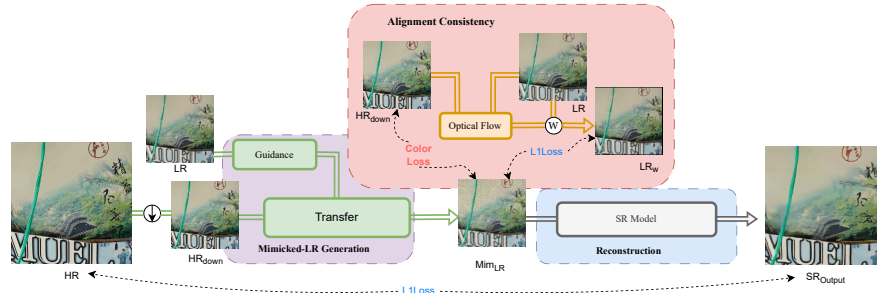 Alignment Consistency
HR_down
LR
Optical Flow
W
LR_w
Color
Loss
L1Loss
LR
Guidance
Transfer
HR_down
Mimicked-LR Generation
HR
Mim_LR
SR Model
Reconstruction
SR_Output
L1Loss